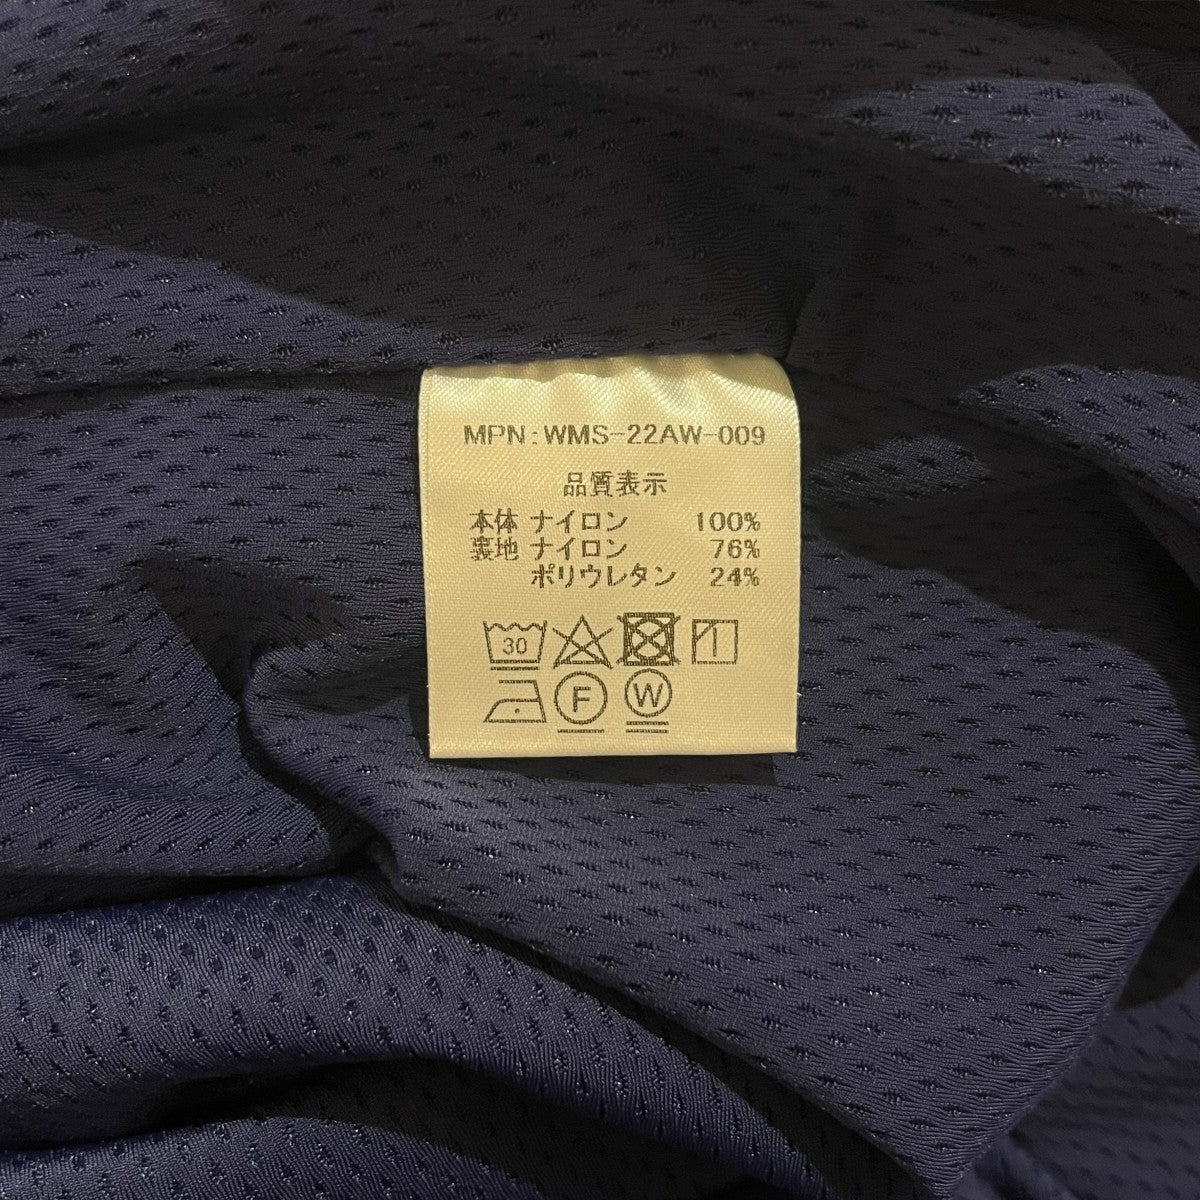 MPN:WMS-22AW-009
品質表示
本体 ナイロン 100%
裏地 ナイロン 76%
ポリウレタン 24%
30
F W